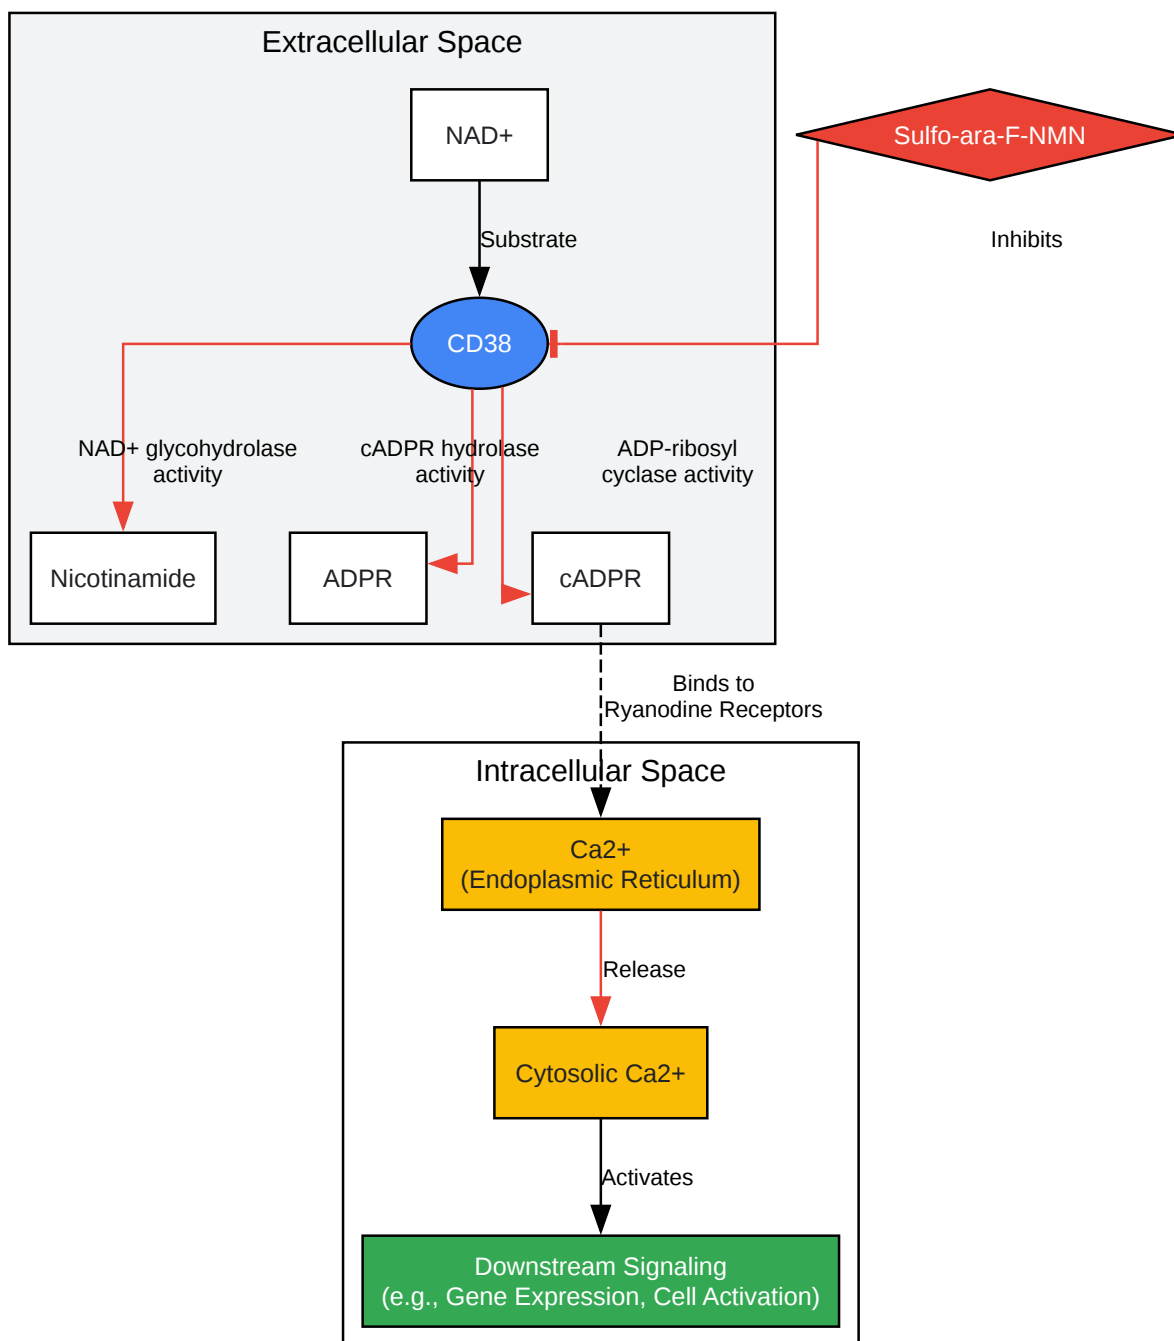 Extracellular Space
NAD+
Sulfo-ara-F-NMN
Substrate
Inhibits
CD38
NAD+ glycohydrolase
activity
cADPR hydrolase
activity
ADP-ribosyl
cyclase activity
Nicotinamide
ADPR
cADPR
Binds to
Ryanodine Receptors
Intracellular Space
Ca2+
(Endoplasmic Reticulum)
Release
Cytosolic Ca2+
Activates
Downstream Signaling
(e.g., Gene Expression, Cell Activation)